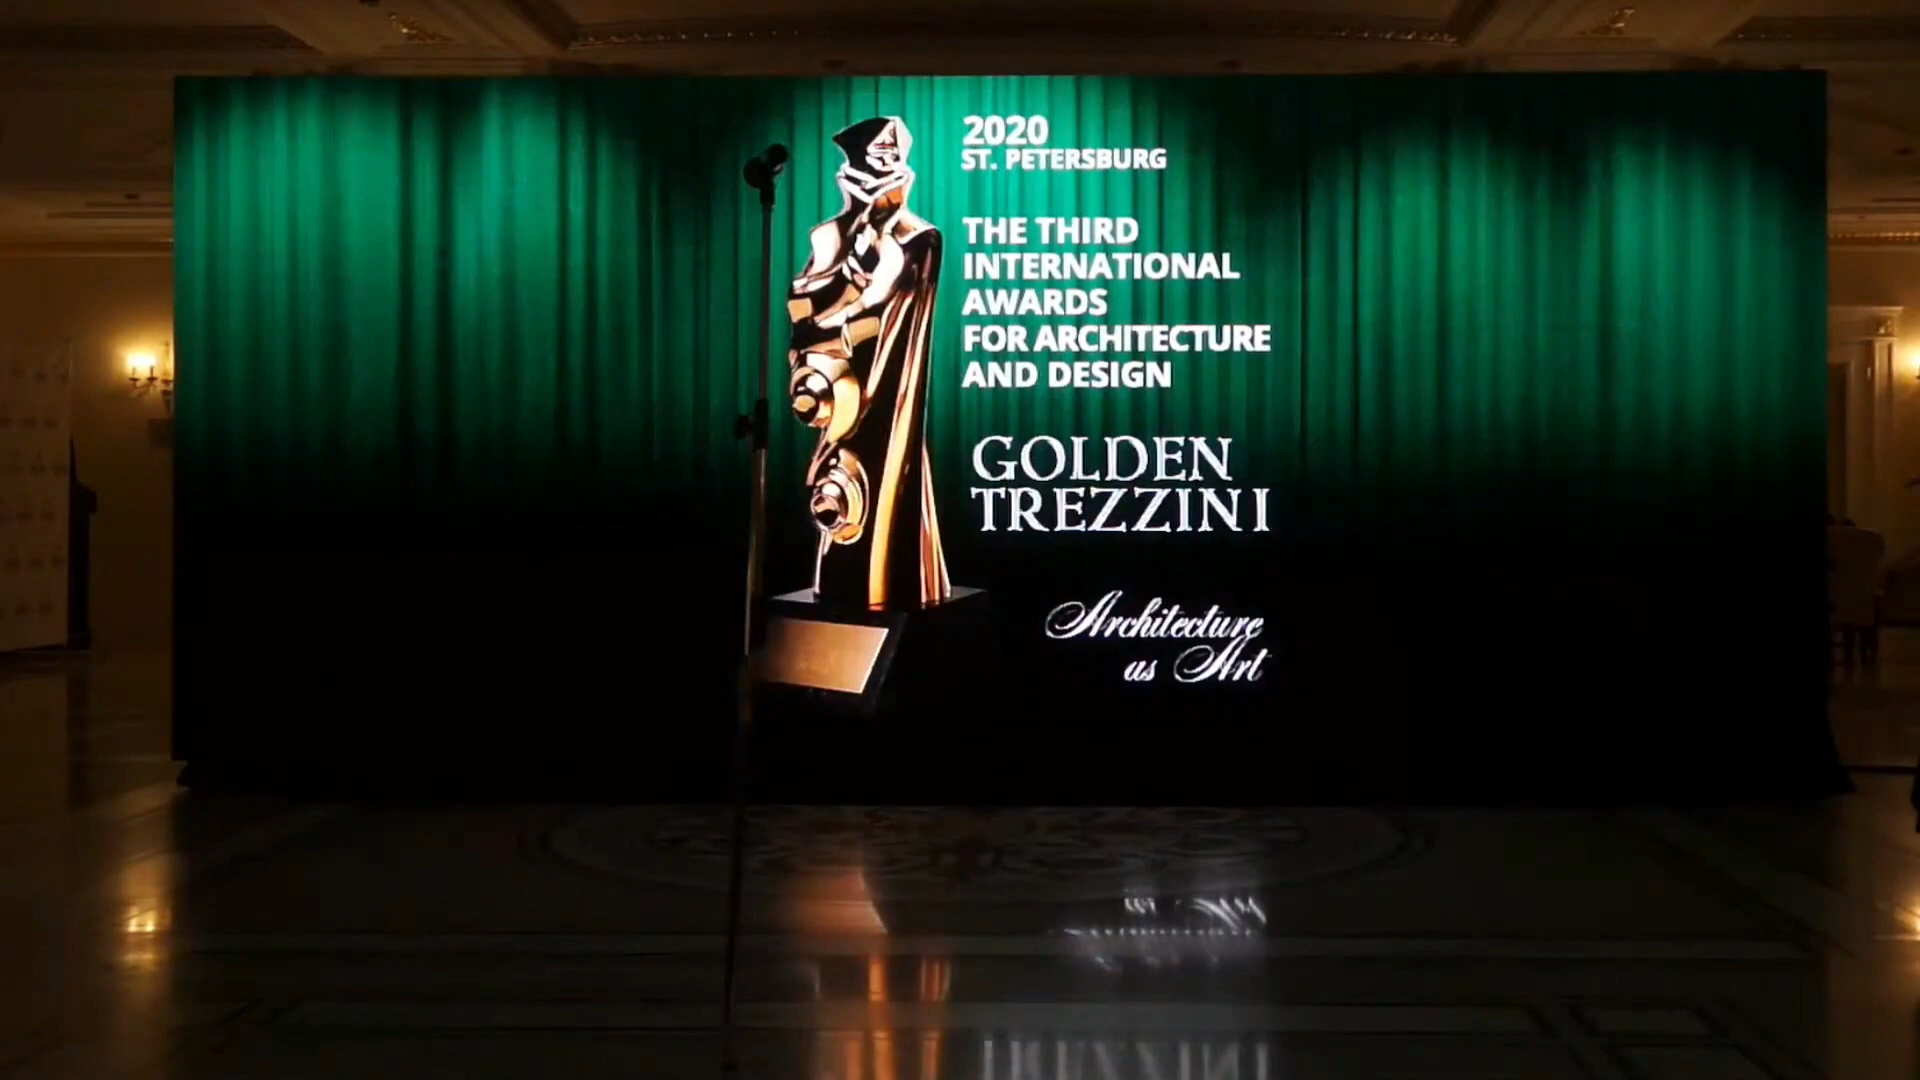 2020
ST. PETERSBURG
THE THIRD
INTERNATIONAL
AWARDS
FOR ARCHITECTURE
AND DESIGN
GOLDEN
TREZZINI
Architecture
as Art